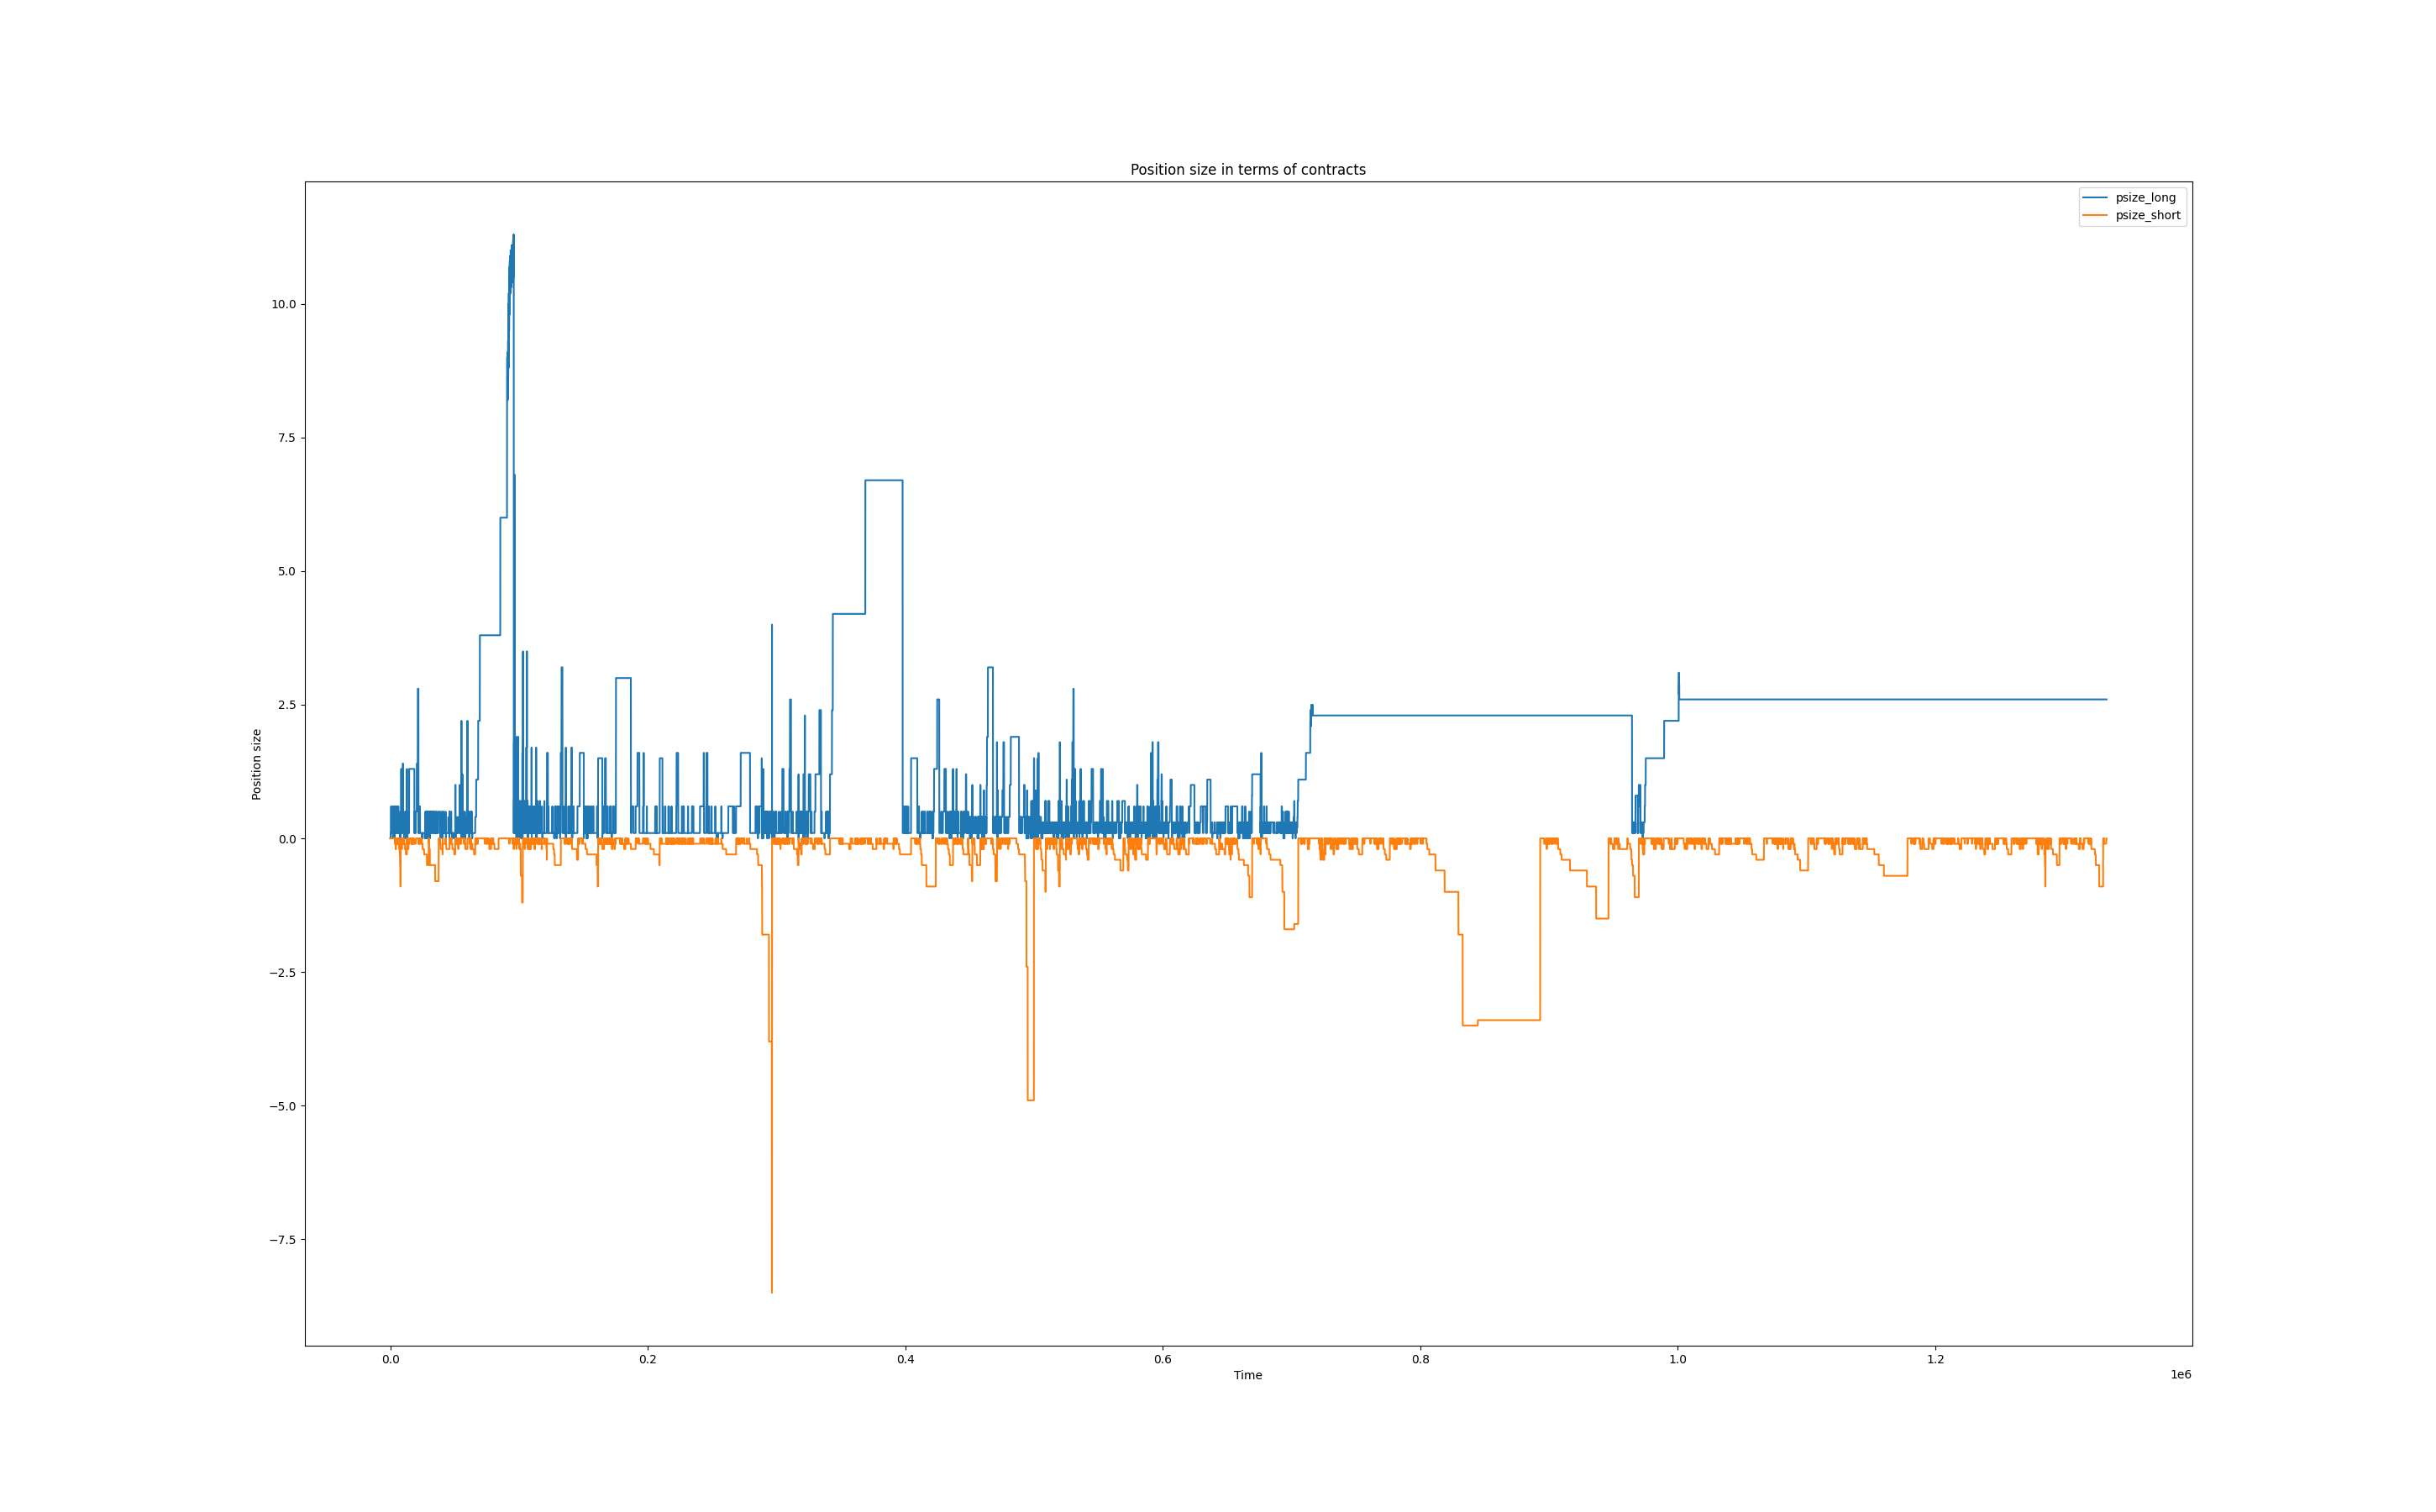 Position size in terms of contracts
psize_long
psize_short
10.0
7.5
5.0
2.5
0.0
−2.5
−5.0
−7.5
Position size
0.0 0.2 0.4 0.6 0.8 1.0 1.2
Time
1e6